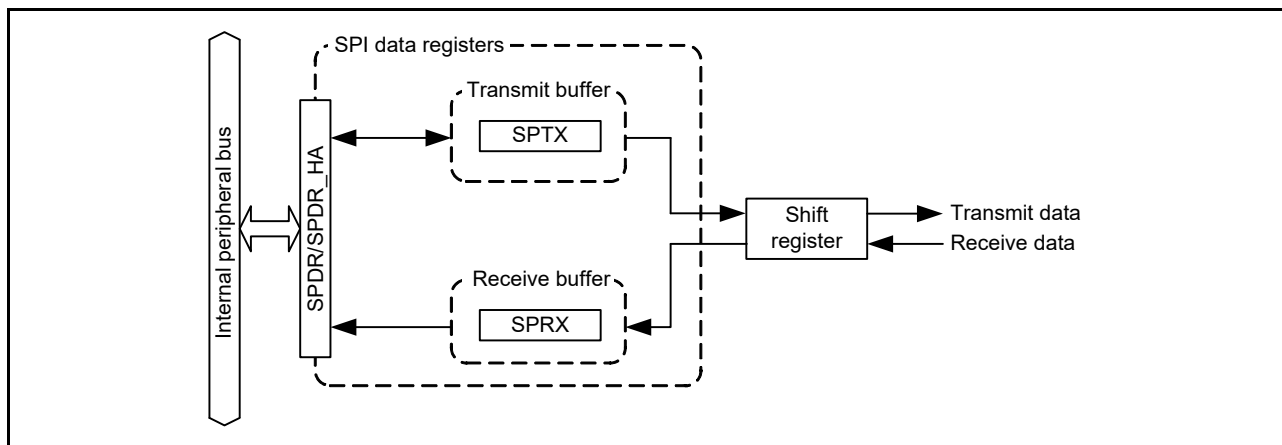 SPI data registers
Transmit buffer
SPTX
Internal peripheral bus
SPDR/SPDR_HA
Shift
register
Transmit data
Receive data
Receive buffer
SPRX